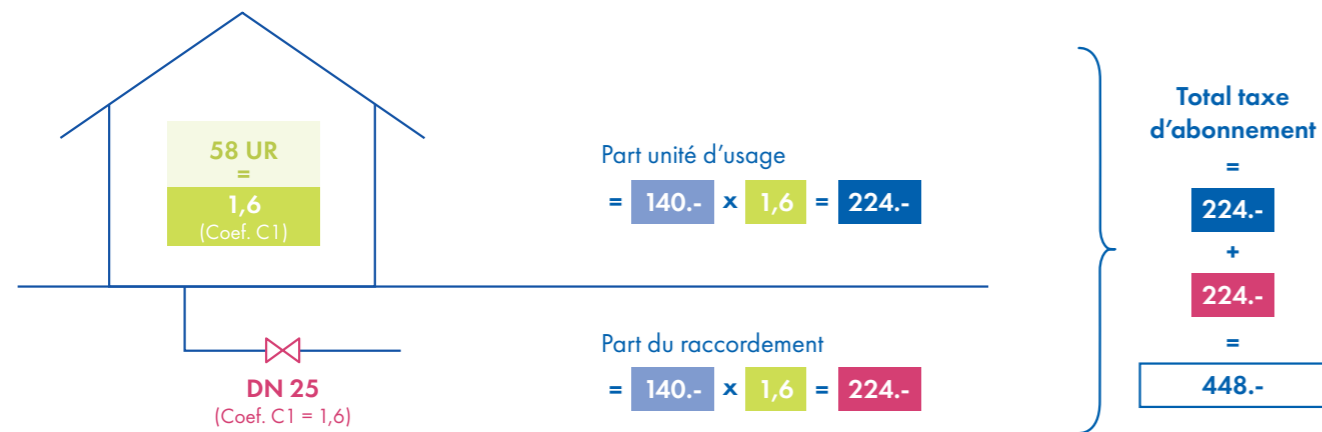 58 UR
=
1,6
(Coef. C1)
DN 25
(Coef. C1 = 1,6)
Part unité d'usage
= 140.- x 1,6 = 224.-
Part du raccordement
= 140.- x 1,6 = 224.-
Total taxe
d'abonnement
=
224.-
+
224.-
=
448.-